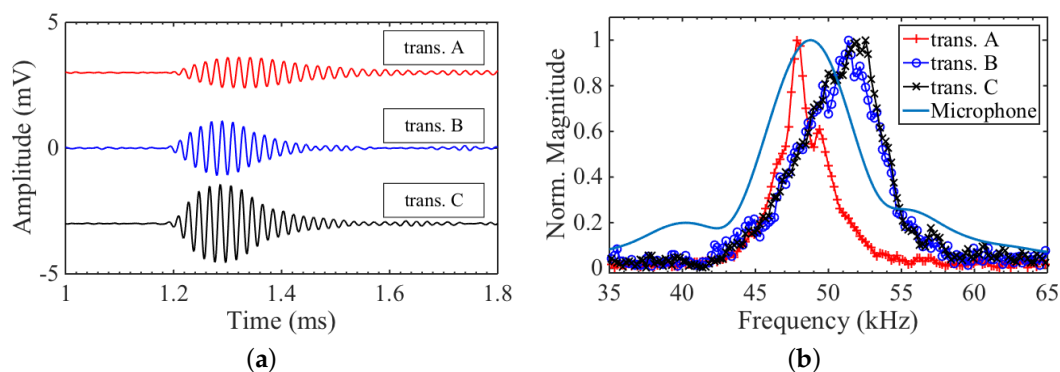 5
0
−5
Amplitude (mV)
trans. A
trans. B
trans. C
1
1.2
1.4
1.6
1.8
Time (ms)
(a)
1
0.8
0.6
0.4
0.2
0
Norm. Magnitude
trans. A
trans. B
trans. C
Microphone
35
40
45
50
55
60
65
Frequency (kHz)
(b)